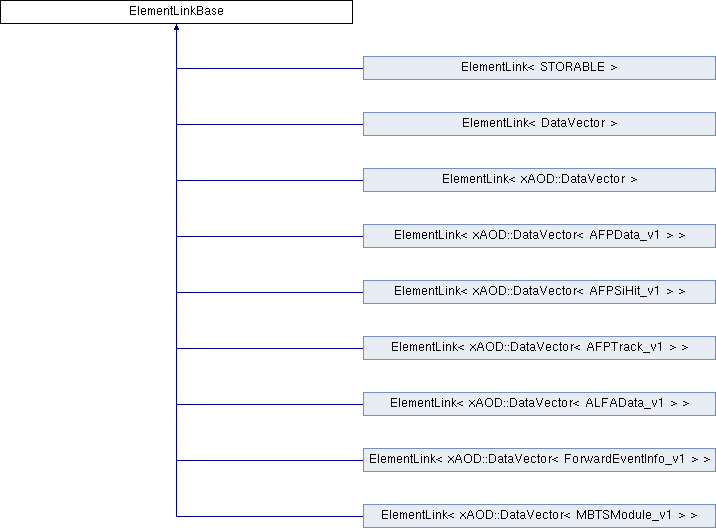 ElementLinkBase
ElementLink< STORABLE >
ElementLink< DataVector >
ElementLink< xAOD::DataVector >
ElementLink< xAOD::DataVector< AFPData_v1 > >
ElementLink< xAOD::DataVector< AFPSiHit_v1 > >
ElementLink< xAOD::DataVector< AFPTrack_v1 > >
ElementLink< xAOD::DataVector< ALFAData_v1 > >
ElementLink< xAOD::DataVector< ForwardEventInfo_v1 > >
ElementLink< xAOD::DataVector< MBTSModule_v1 > >